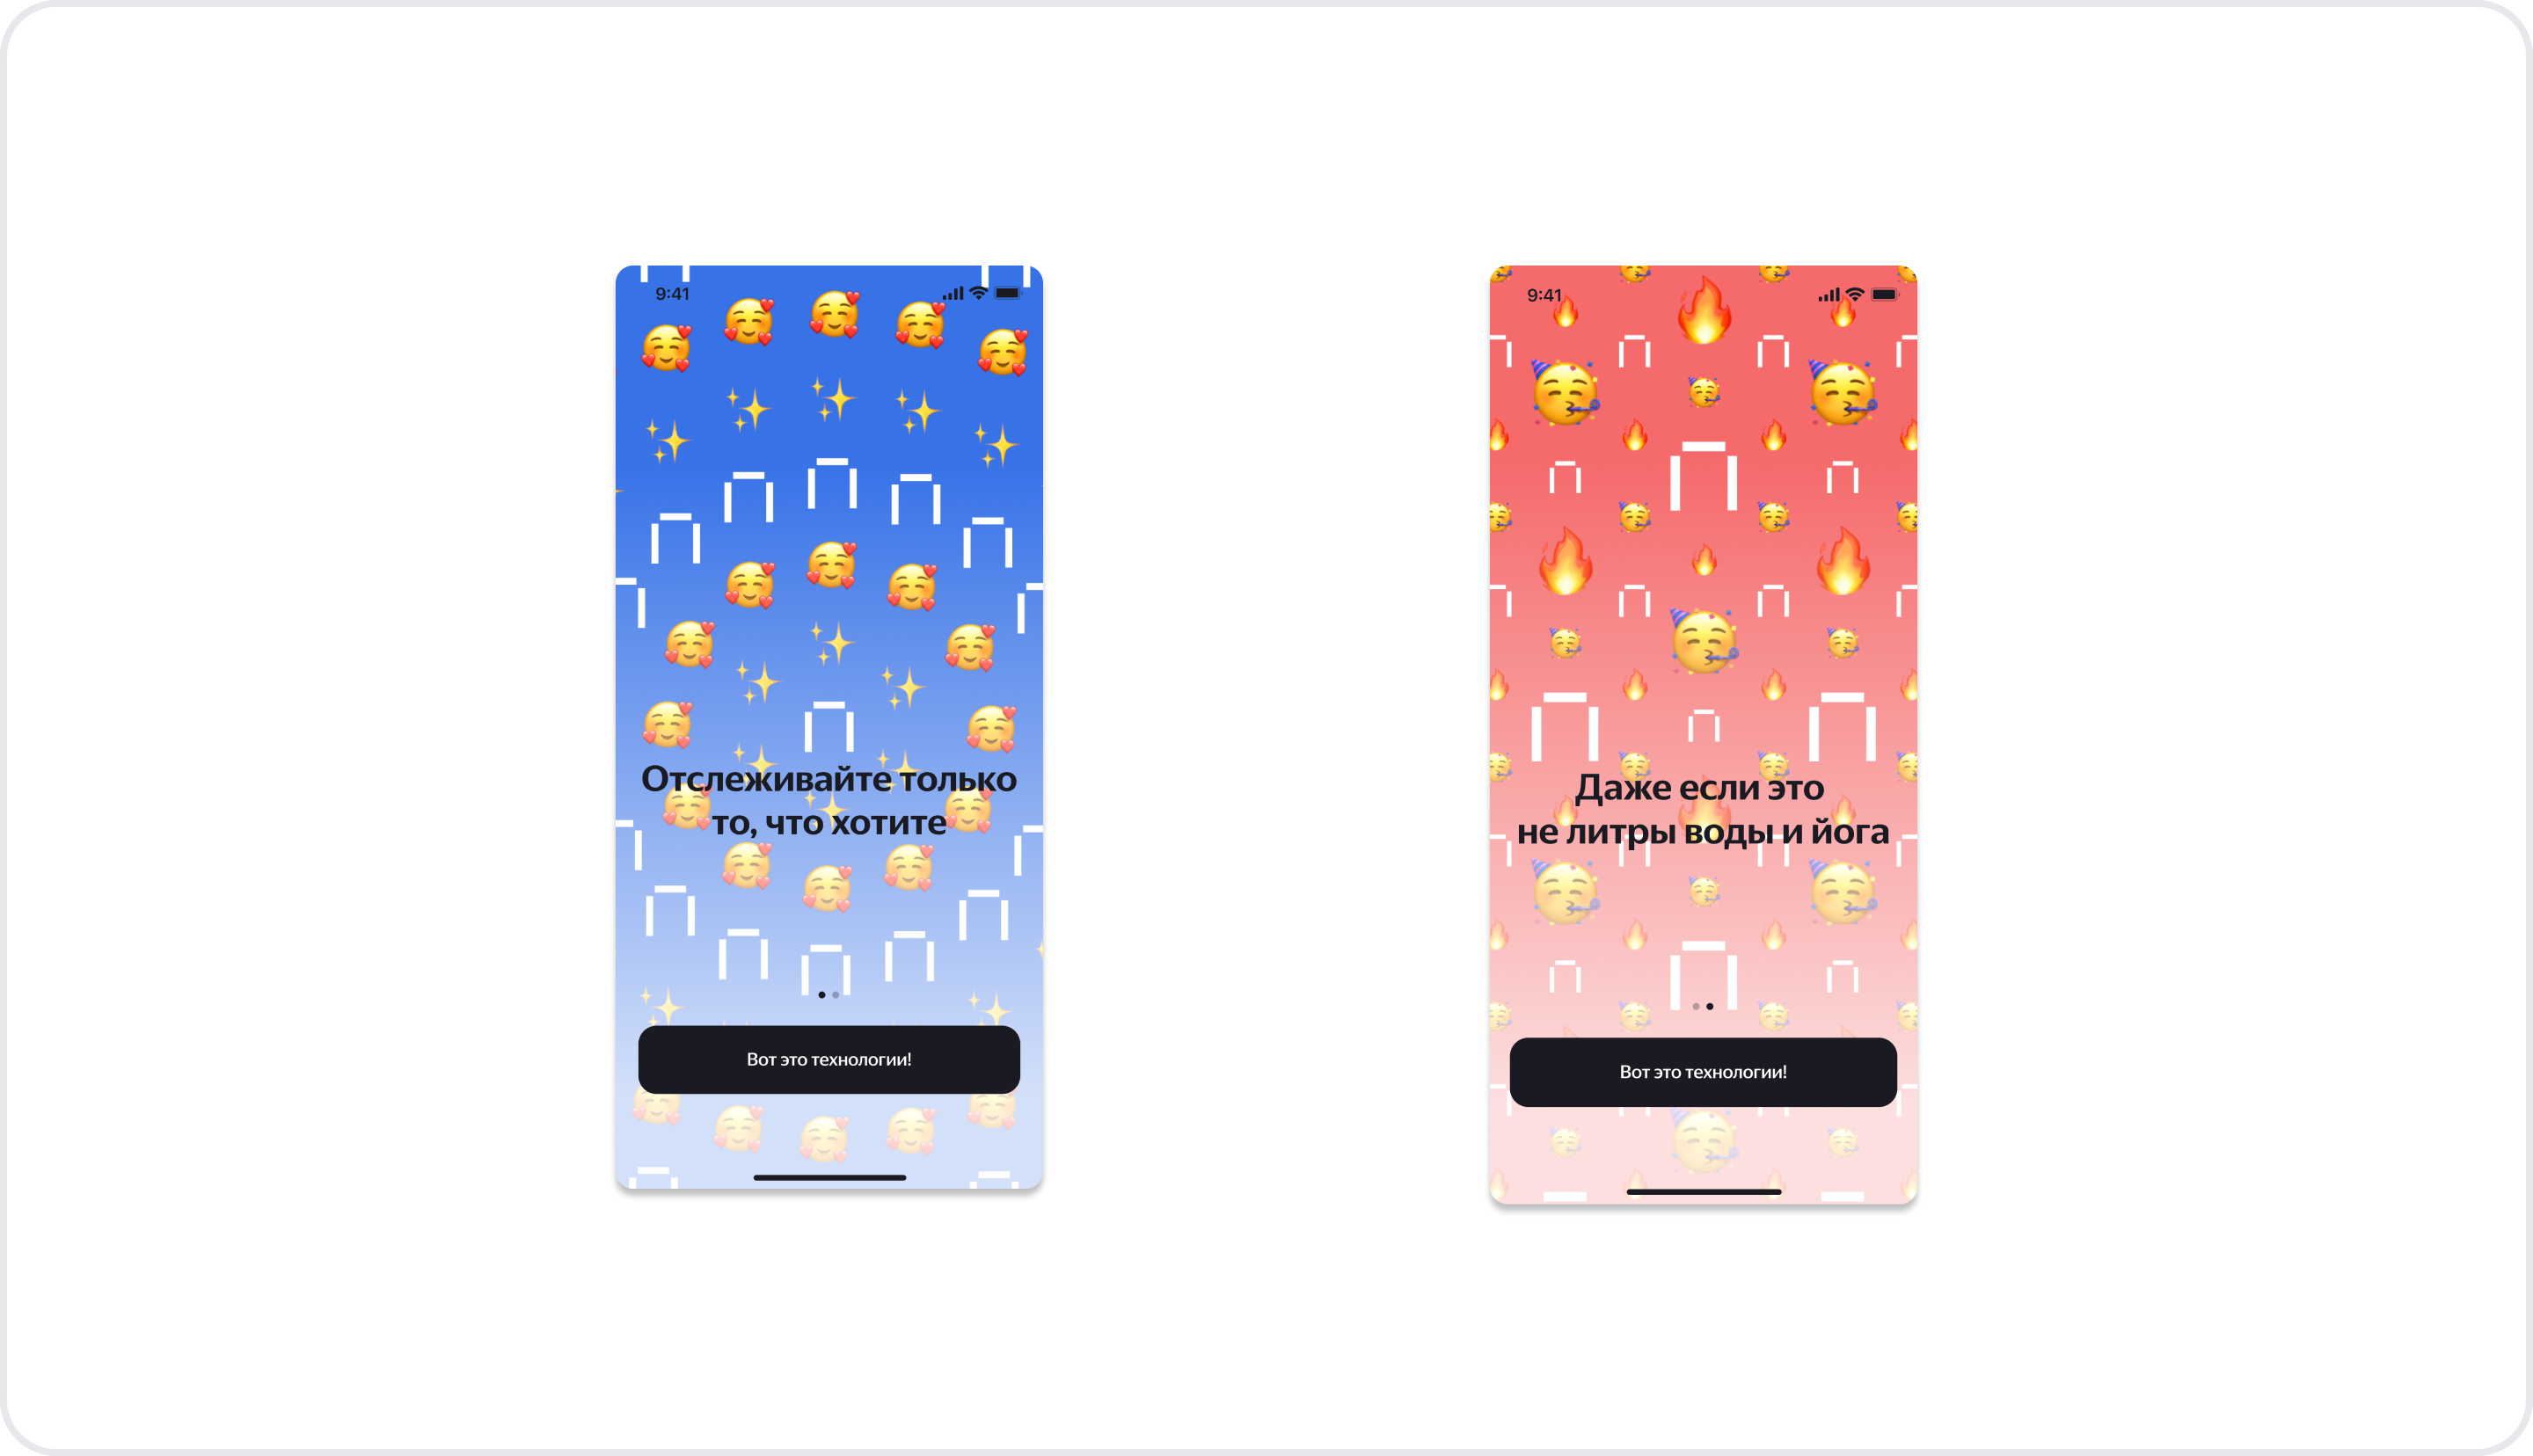 9:41
Отслеживайте только
то, что хотите
Вот это технологии!
9:41
Даже если это
не литры воды и йога
Вот это технологии!